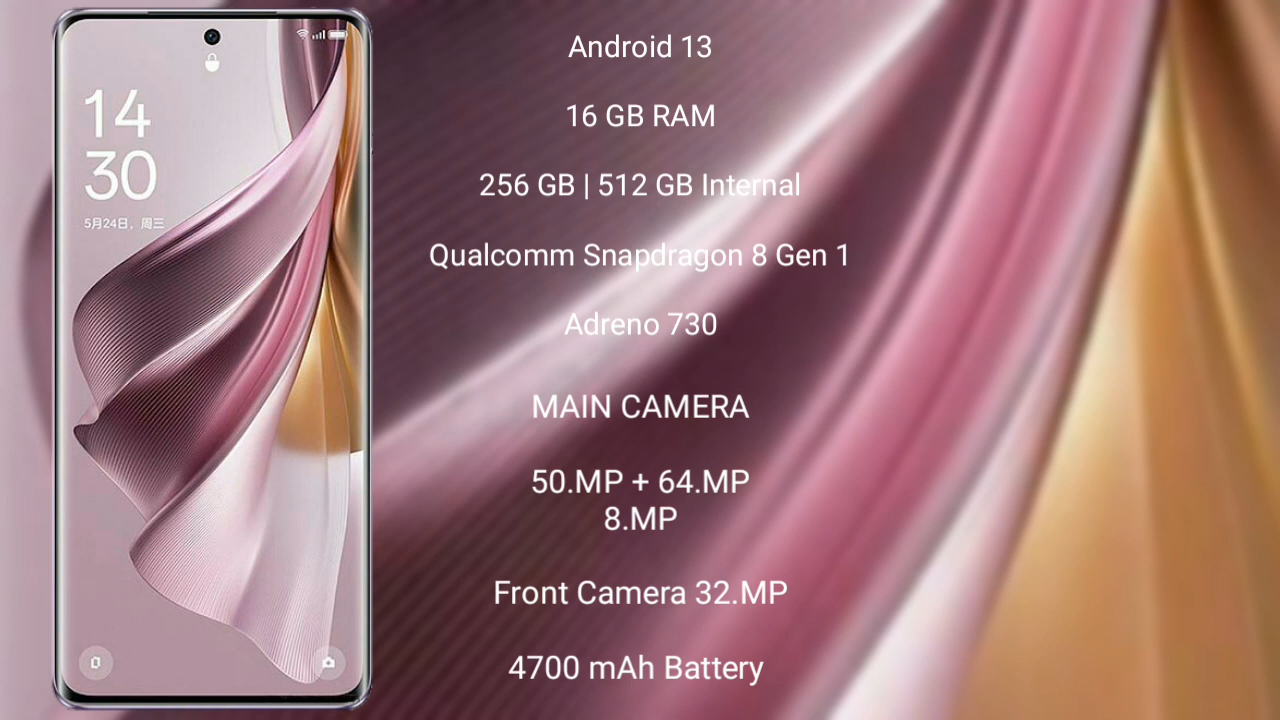 14
30
5月24日，周三
Android 13
16 GB RAM
256 GB | 512 GB Internal
Qualcomm Snapdragon 8 Gen 1
Adreno 730
MAIN CAMERA
50.MP + 64.MP
8.MP
Front Camera 32.MP
4700 mAh Battery